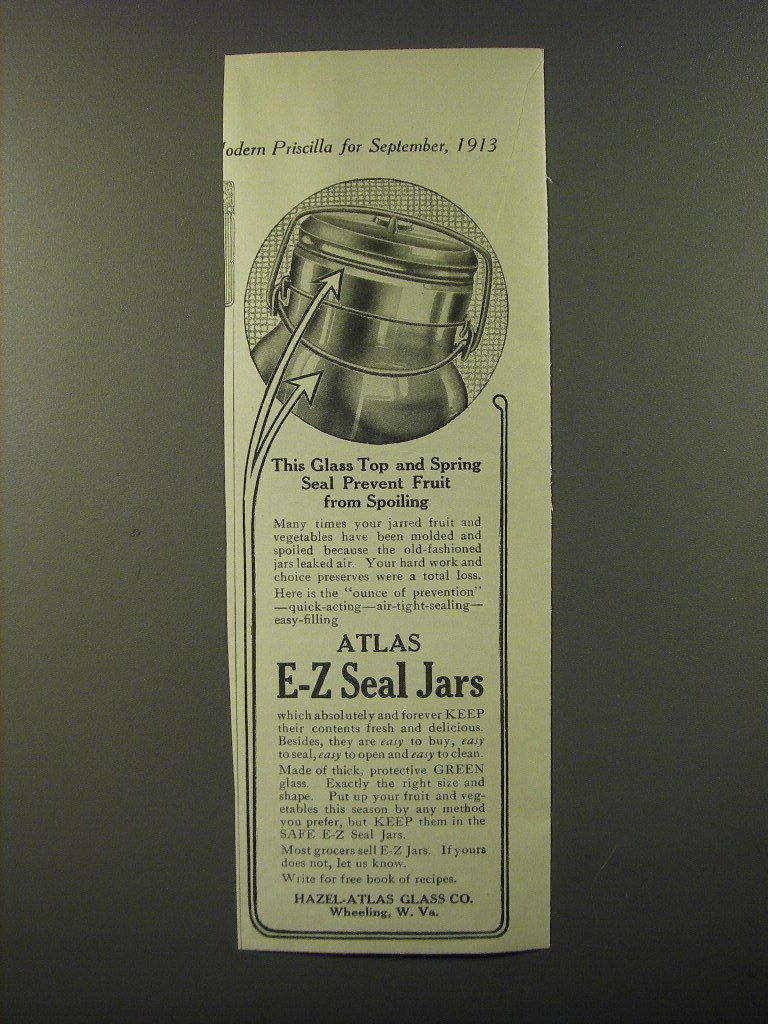 odern Priscilla for September, 1913
This Glass Top and Spring
Seal Prevent Fruit
from Spoiling
Many times your jarred fruit and
vegetables have been molded and
spoiled because the old-fashioned
jars leaked air. Your hard work and
choice preserves were a total loss.
Here is the "ounce of prevention"
—quick-acting—air-tight-sealing—
easy-filling
ATLAS
E-Z Seal Jars
which absolutely and forever KEEP
their contents fresh and delicious.
Besides, they are easy to buy, easy
to seal, easy to open and easy to clean.
Made of thick, protective GREEN
glass. Exactly the right size and
shape. Put up your fruit and veg-
etables this season by any method
you prefer, but KEEP them in the
SAFE E-Z Seal Jars.
Most grocers sell E-Z Jars. If yours
does not, let us know.
Write for free book of recipes.
HAZEL-ATLAS GLASS CO.
Wheeling, W. Va.